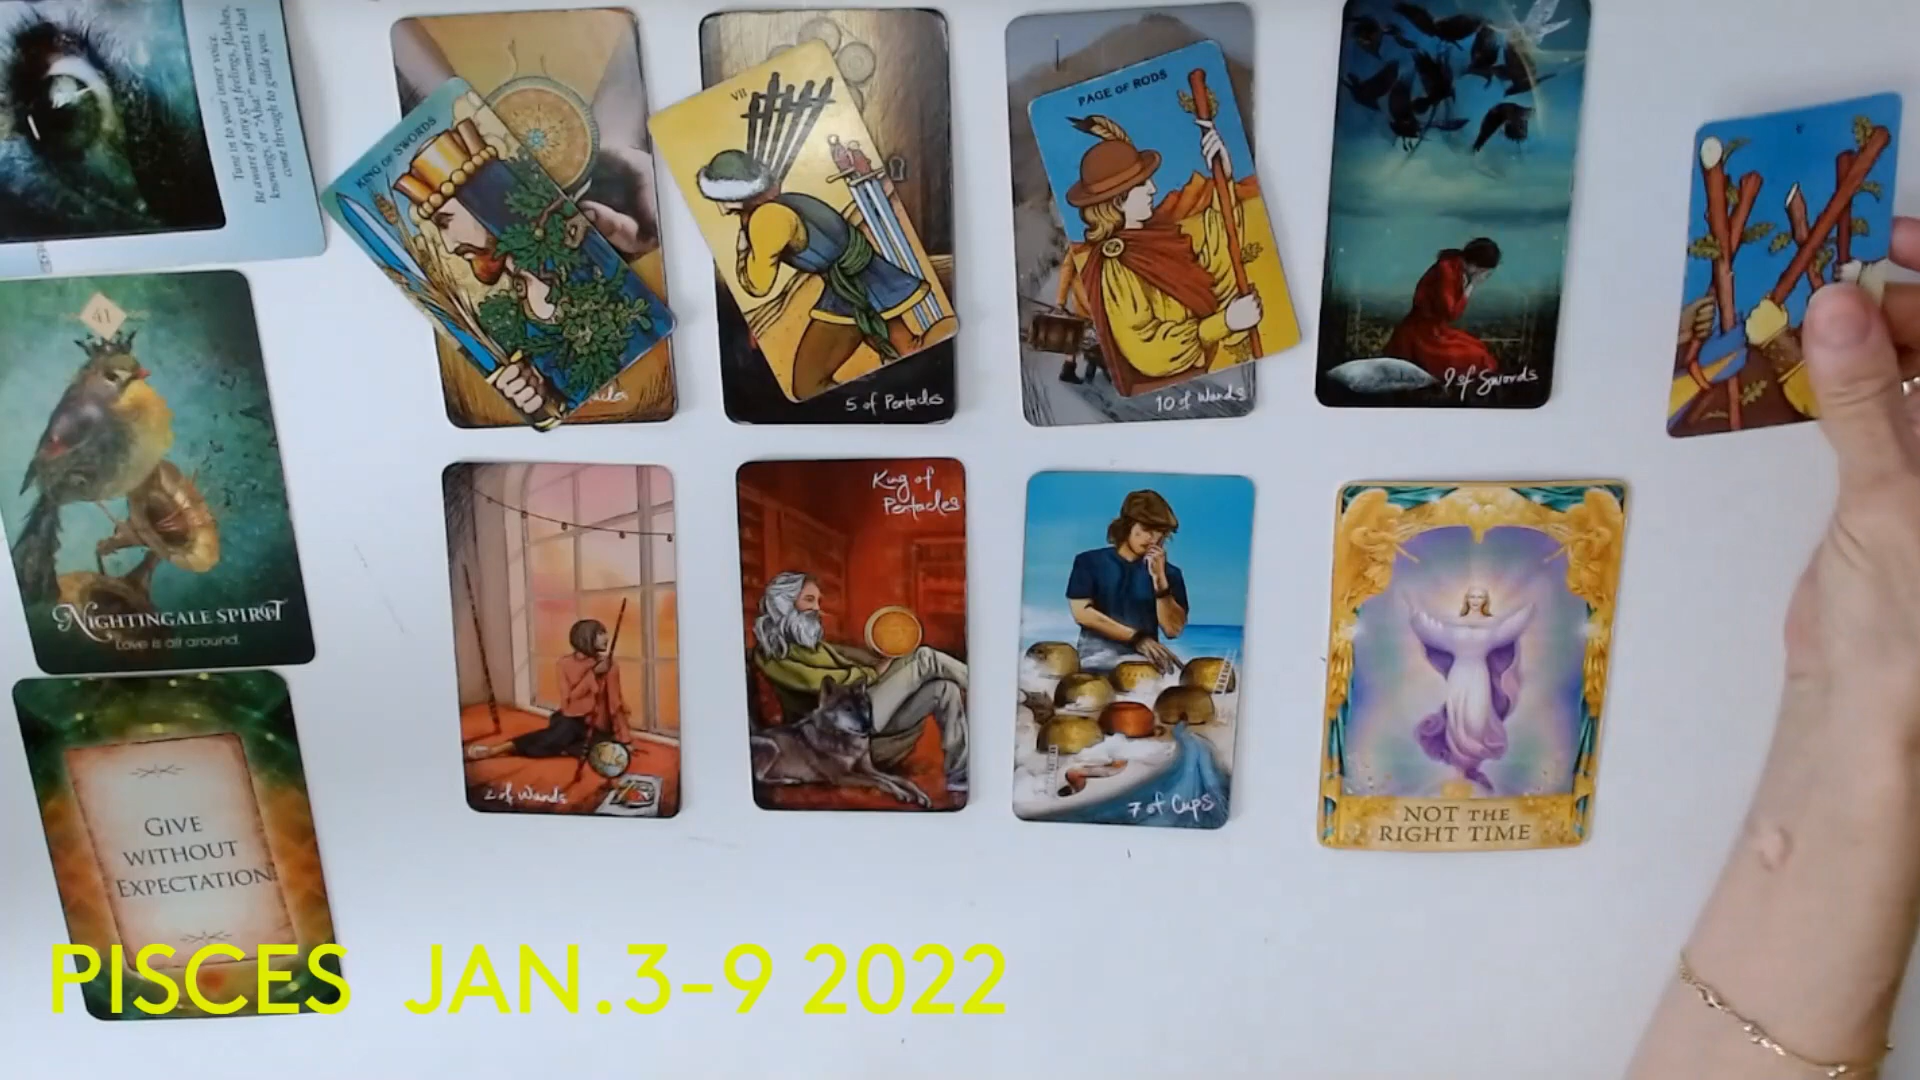 Tune in to your inner voice.
Be aware of any gut feelings, flashes,
knowings, or "Aha!" moments that
come through to guide you.
41
NIGHTINGALE SPIRIT
Love is all around.
GIVE
WITHOUT
EXPECTATION
KING OF SWORDS
VII
5 of Pentacles
PAGE OF RODS
10 of Wands
9 of Swords
V
2 of Wands
King of
Pentacles
7 of Cups
NOT THE
RIGHT TIME
PISCES JAN.3-9 2022